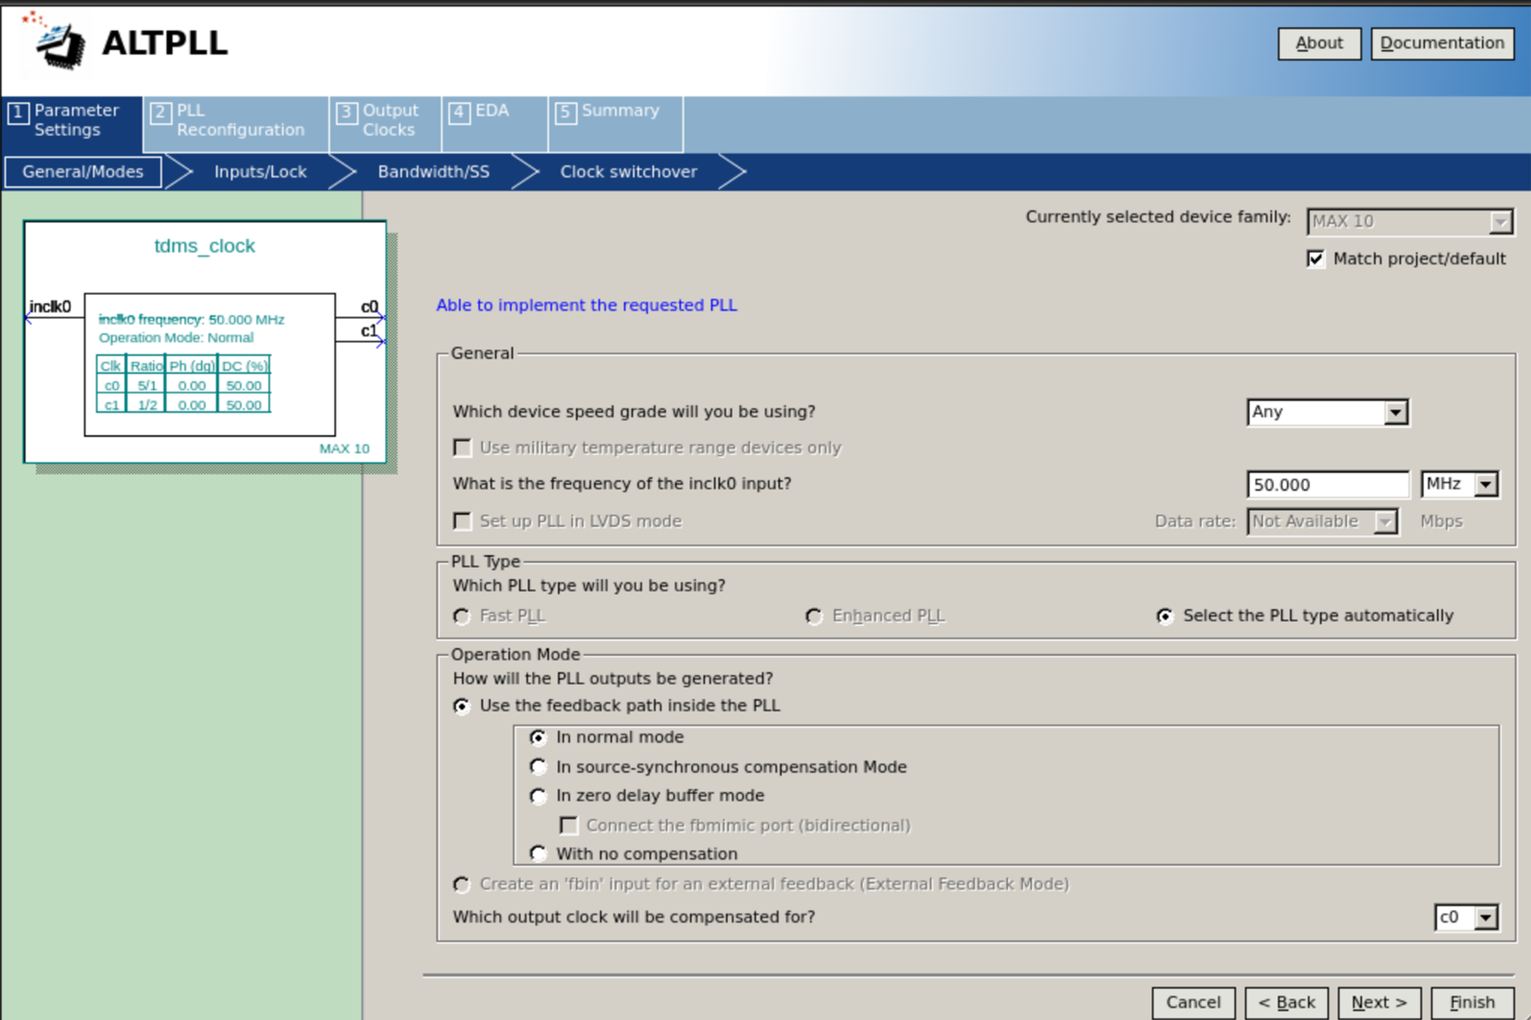 ALTPLL
About
Documentation
1 Parameter Settings
2 PLL Reconfiguration
3 Output Clocks
4 EDA
5 Summary
General/Modes
Inputs/Lock
Bandwidth/SS
Clock switchover
tdms_clock
inclk0
c0
c1
inclk0 frequency: 50.000 MHz
Operation Mode: Normal
Clk Ratio Ph (dg) DC (%)
c0 5/1 0.00 50.00
c1 1/2 0.00 50.00
MAX 10
Currently selected device family: MAX 10
Match project/default
Able to implement the requested PLL
General
Which device speed grade will you be using? Any
Use military temperature range devices only
What is the frequency of the inclk0 input? 50.000 MHz
Set up PLL in LVDS mode Data rate: Not Available Mbps
PLL Type
Which PLL type will you be using?
Fast PLL Enhanced PLL Select the PLL type automatically
Operation Mode
How will the PLL outputs be generated?
Use the feedback path inside the PLL
In normal mode
In source-synchronous compensation Mode
In zero delay buffer mode
Connect the fbmimic port (bidirectional)
With no compensation
Create an 'fbin' input for an external feedback (External Feedback Mode)
Which output clock will be compensated for? c0
Cancel < Back Next > Finish